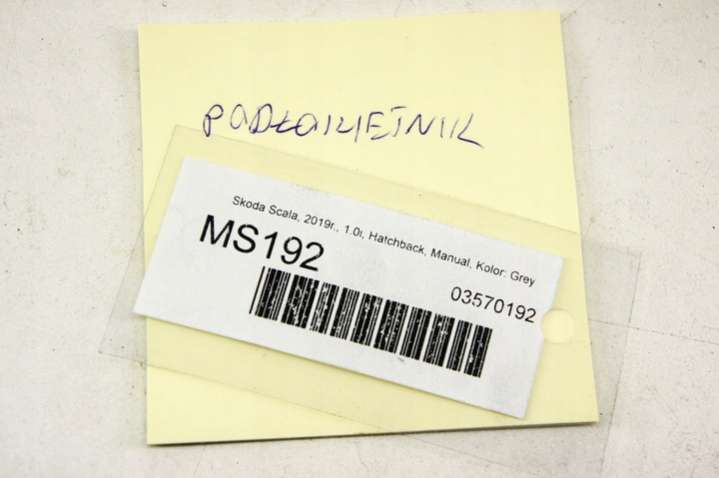 PODŁOKIETNIK
Skoda Scala, 2019r., 1.0i, Hatchback, Manual, Kolor: Grey
MS192
03570192